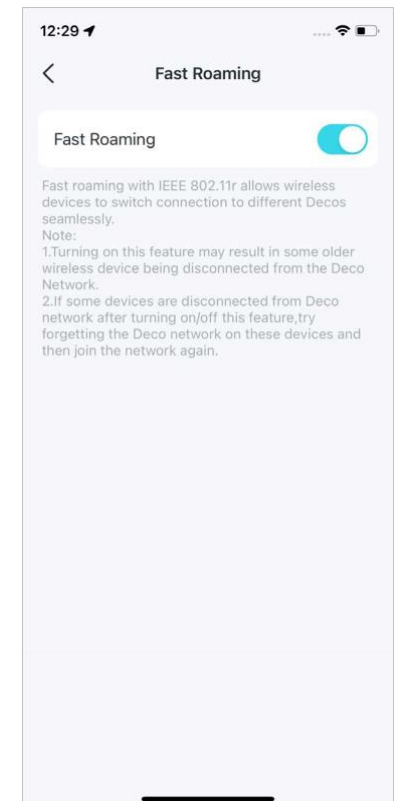 12:29
Fast Roaming
Fast Roaming
Fast roaming with IEEE 802.11r allows wireless
devices to switch connection to different Decos
seamlessly.
Note:
1.Turning on this feature may result in some older
wireless device being disconnected from the Deco
Network.
2.If some devices are disconnected from Deco
network after turning on/off this feature,try
forgetting the Deco network on these devices and
then join the network again.